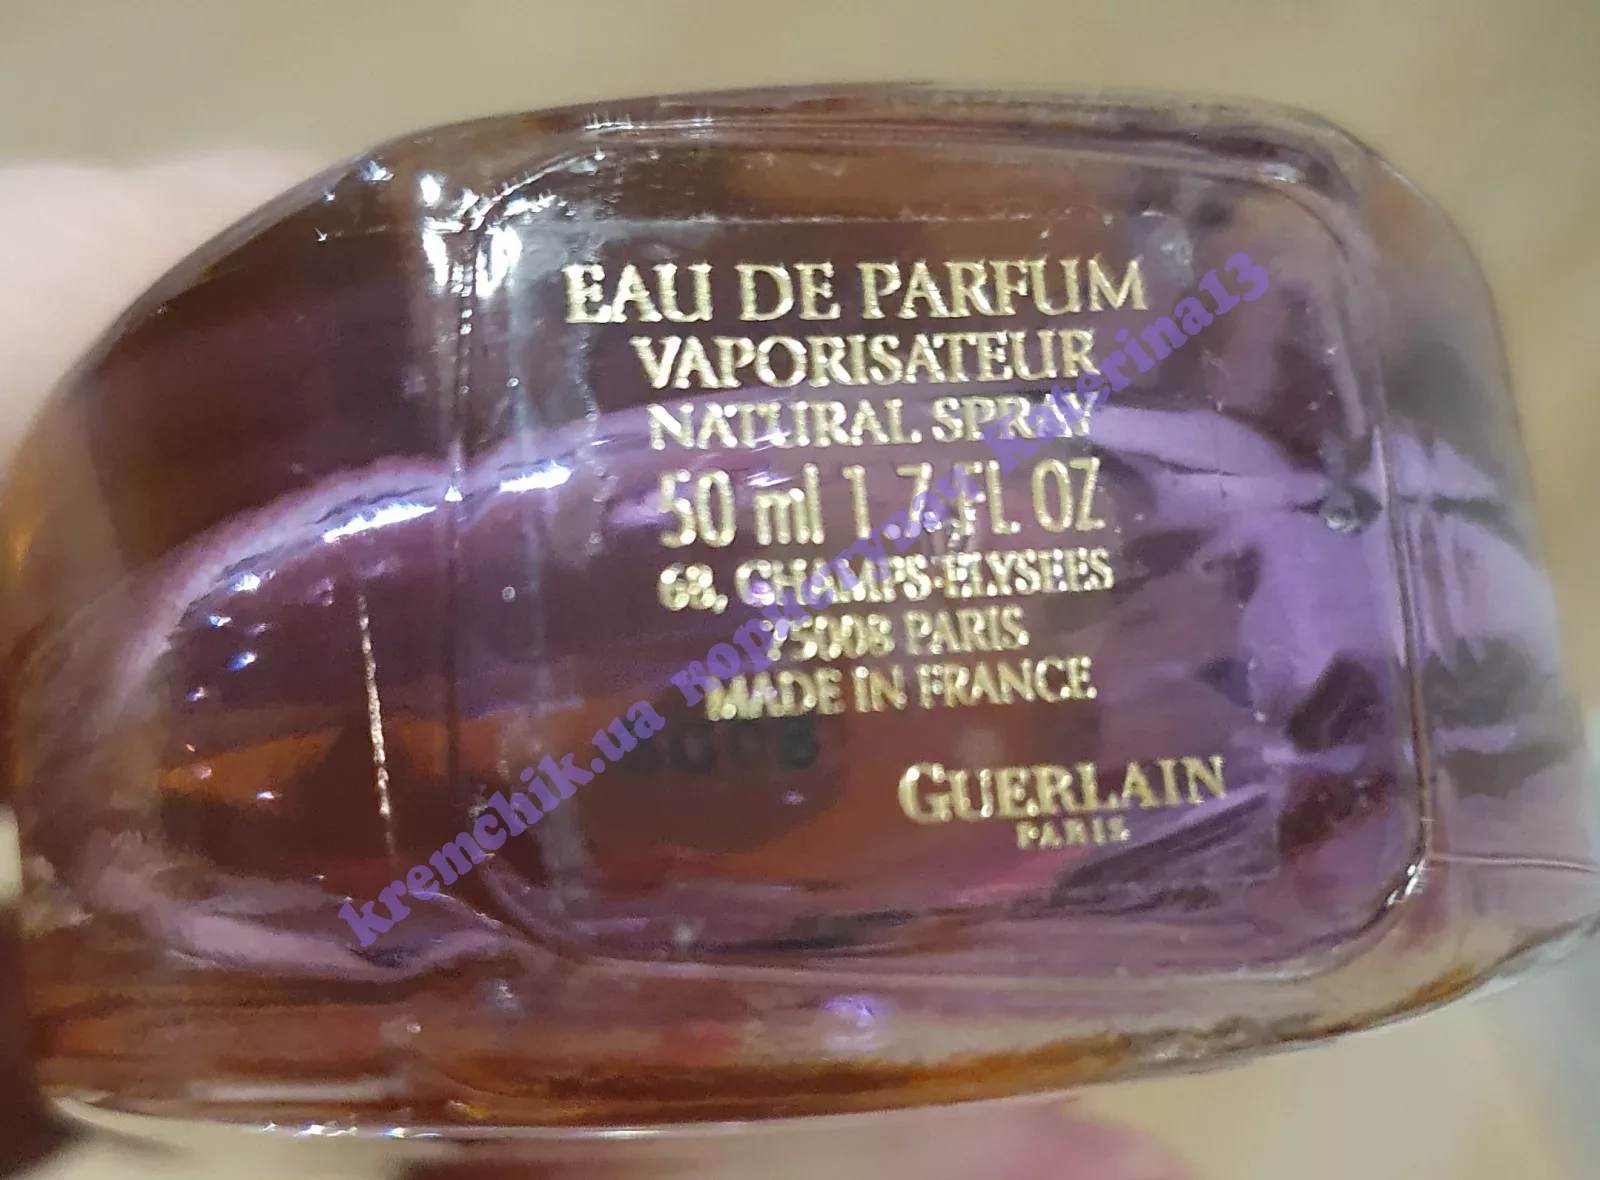 EAU DE PARFUM
VAPORISATEUR
NATURAL SPRAY
50 ml 1.7 FL OZ
68, CHAMPS-ELYSEES
75008 PARIS
MADE IN FRANCE
GUERLAIN
PARIS
kremchik.ua Katerina13